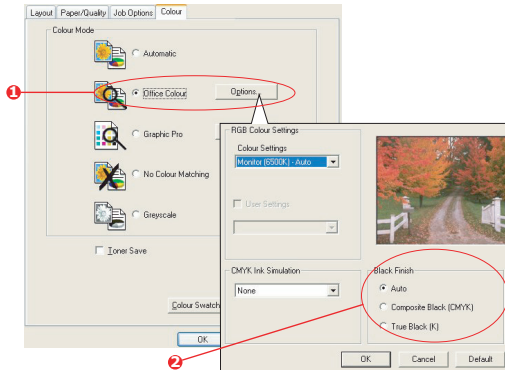 Layout Paper/Quality Job Options Colour
Colour Mode
Automatic
1
Office Colour
Options...
Graphic Pro
No Colour Matching
Greyscale
Toner Save
Colour Swatch
OK
RGB Colour Settings
Colour Settings
Monitor (6500K) - Auto
User Settings
CMYK Ink Simulation
None
Black Finish
Auto
Composite Black (CMYK)
True Black (K)
2
OK Cancel Default